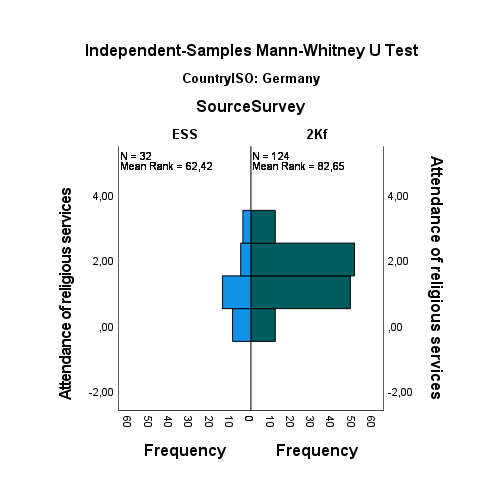 Independent-Samples Mann-Whitney U Test
CountryISO: Germany
SourceSurvey
ESS 2Kf
N = 32 N = 124
Mean Rank = 62,42 Mean Rank = 82,65
Attendance of religious services
4,00
2,00
,00
-2,00
4,00
2,00
,00
-2,00
Attendance of religious services
60 50 40 30 20 10 0 10 20 30 40 50 60
Frequency Frequency